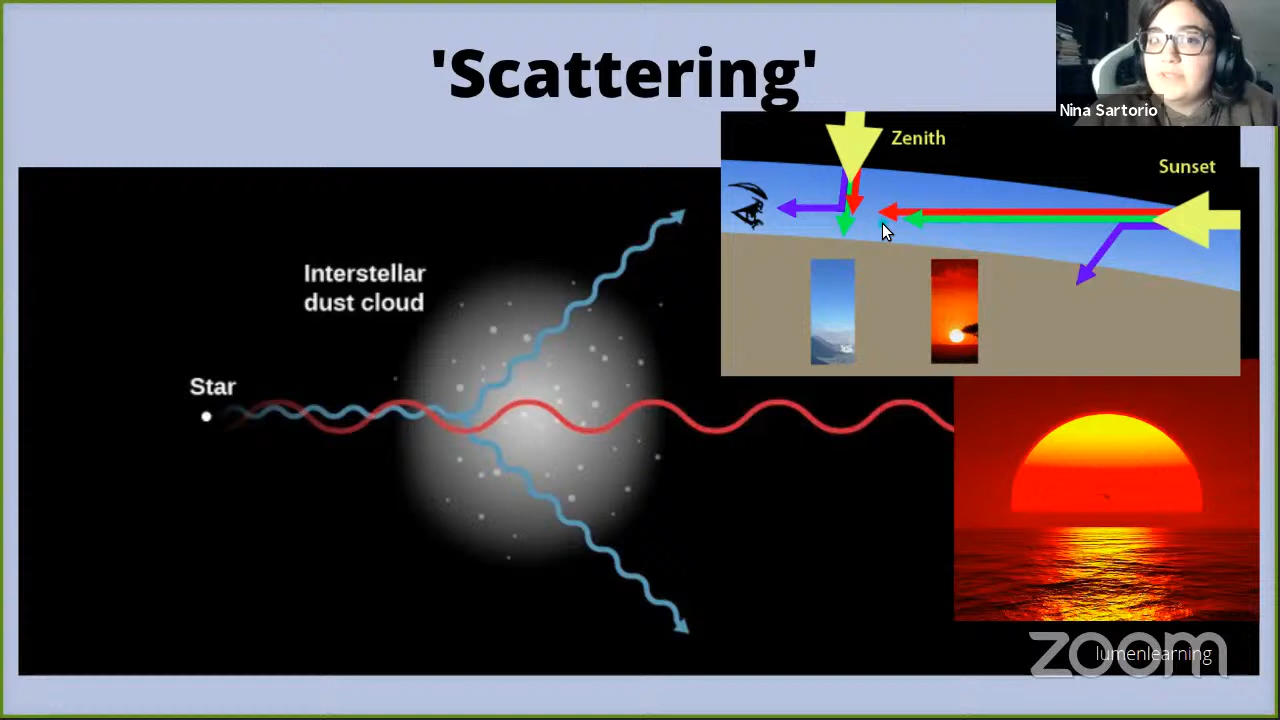 'Scattering'
Nina Sartorio
Zenith
Sunset
Interstellar
dust cloud
Star
zoom
lumenlearning